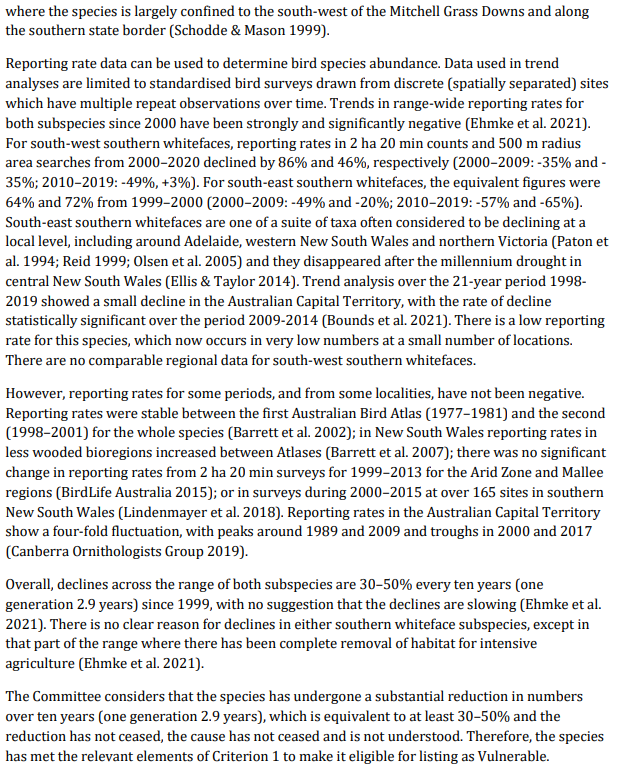 where the species is largely confined to the south-west of the Mitchell Grass Downs and along
the southern state border (Schodde & Mason 1999).
Reporting rate data can be used to determine bird species abundance. Data used in trend
analyses are limited to standardised bird surveys drawn from discrete (spatially separated) sites
which have multiple repeat observations over time. Trends in range-wide reporting rates for
both subspecies since 2000 have been strongly and significantly negative (Ehmke et al. 2021).
For south-west southern whitefaces, reporting rates in 2 ha 20 min counts and 500 m radius
area searches from 2000–2020 declined by 86% and 46%, respectively (2000–2009: -35% and -
35%; 2010–2019: -49%, +3%). For south-east southern whitefaces, the equivalent figures were
64% and 72% from 1999–2000 (2000–2009: -49% and -20%; 2010–2019: -57% and -65%).
South-east southern whitefaces are one of a suite of taxa often considered to be declining at a
local level, including around Adelaide, western New South Wales and northern Victoria (Paton et
al. 1994; Reid 1999; Olsen et al. 2005) and they disappeared after the millennium drought in
central New South Wales (Ellis & Taylor 2014). Trend analysis over the 21-year period 1998-
2019 showed a small decline in the Australian Capital Territory, with the rate of decline
statistically significant over the period 2009-2014 (Bounds et al. 2021). There is a low reporting
rate for this species, which now occurs in very low numbers at a small number of locations.
There are no comparable regional data for south-west southern whitefaces.
However, reporting rates for some periods, and from some localities, have not been negative.
Reporting rates were stable between the first Australian Bird Atlas (1977–1981) and the second
(1998–2001) for the whole species (Barrett et al. 2002); in New South Wales reporting rates in
less wooded bioregions increased between Atlases (Barrett et al. 2007); there was no significant
change in reporting rates from 2 ha 20 min surveys for 1999–2013 for the Arid Zone and Mallee
regions (BirdLife Australia 2015); or in surveys during 2000–2015 at over 165 sites in southern
New South Wales (Lindenmayer et al. 2018). Reporting rates in the Australian Capital Territory
show a four-fold fluctuation, with peaks around 1989 and 2009 and troughs in 2000 and 2017
(Canberra Ornithologists Group 2019).
Overall, declines across the range of both subspecies are 30–50% every ten years (one
generation 2.9 years) since 1999, with no suggestion that the declines are slowing (Ehmke et al.
2021). There is no clear reason for declines in either southern whiteface subspecies, except in
that part of the range where there has been complete removal of habitat for intensive
agriculture (Ehmke et al. 2021).
The Committee considers that the species has undergone a substantial reduction in numbers
over ten years (one generation 2.9 years), which is equivalent to at least 30–50% and the
reduction has not ceased, the cause has not ceased and is not understood. Therefore, the species
has met the relevant elements of Criterion 1 to make it eligible for listing as Vulnerable.